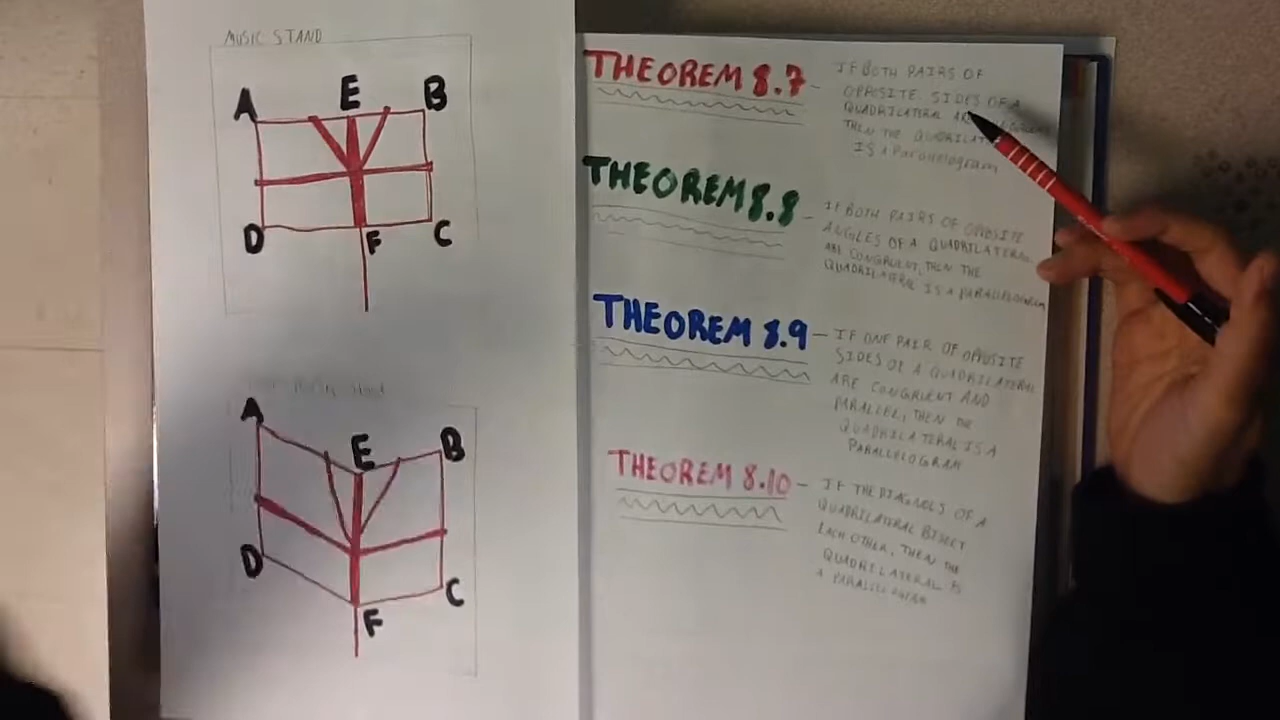 MUSIC STAND
A E B
D F C
A E B
D F C
THEOREM 8.7 -
IF BOTH PAIRS OF
OPPOSITE SIDES OF A
QUADRILATERAL ARE
THEN THE
IS A Parallelogram
THEOREM 8.8 -
IF BOTH PAIRS OF OPPOSITE
ANGLES OF A QUADRILATERAL
ARE CONGRUENT, THEN THE
QUADRILATERAL IS A PARALLELOGRAM
THEOREM 8.9 -
IF ONE PAIR OF OPPOSITE
SIDES OF A QUADRILATERAL
ARE CONGRUENT AND
PARALLEL, THEN THE
QUADRILATERAL IS A
PARALLELOGRAM
THEOREM 8.10 -
IF THE DIAGNOLS OF A
QUADRILATERAL BISECT
EACH OTHER, THEN THE
QUADRILATERAL IS
A PARALLELOGRAM